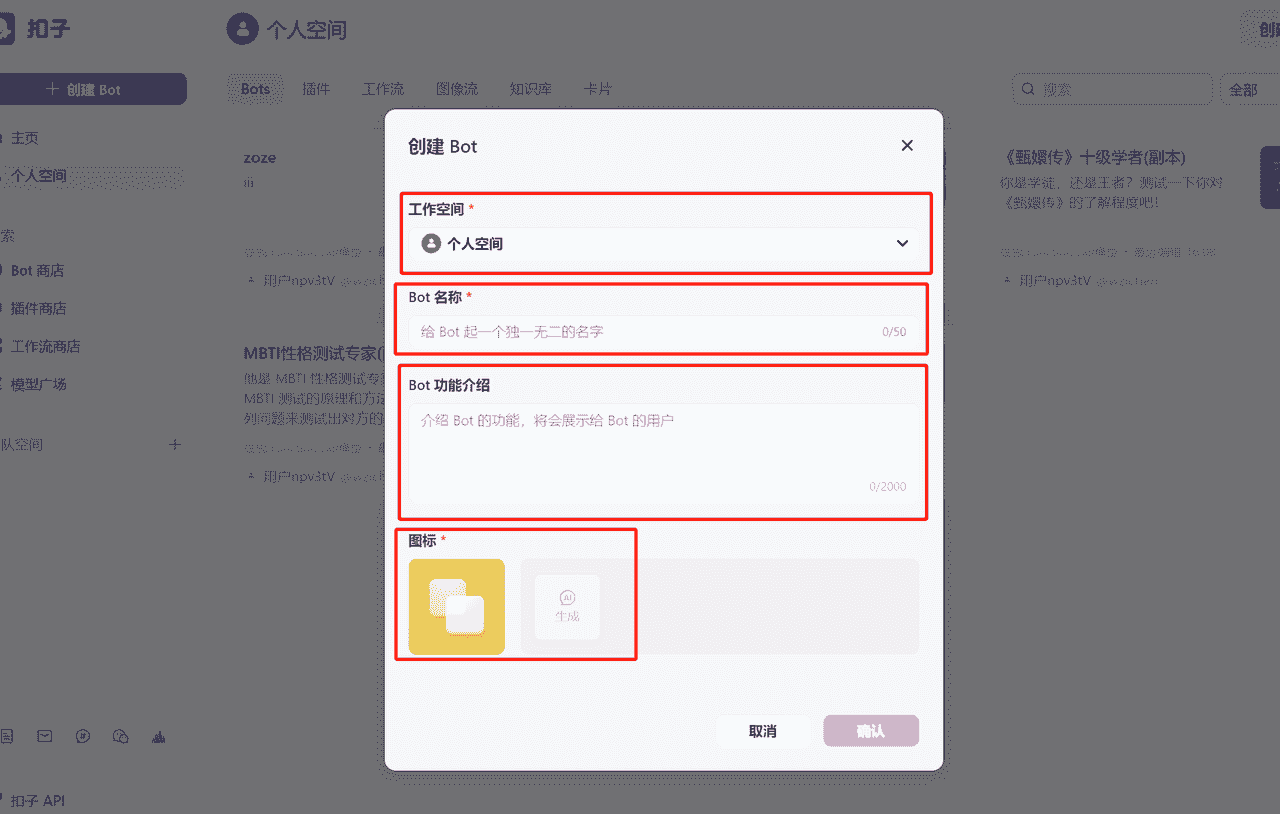 扣子
个人空间
创建
创建 Bot
Bots
插件
工作流
图像流
知识库
卡片
搜索
全部
主页
个人空间
索
Bot 商店
插件商店
工作流商店
模型广场
队空间
扣子 API
zoze
iii
用户npv3tV
MBTI性格测试专家(
他是 MBTI 性格测试专
MBTI 测试的原理和方
列问题来测试出对方的
用户npv3tV
《甄嬛传》十级学者(副本)
你是学徒，还是王者？测试一下你对
《甄嬛传》的了解程度吧!
用户npv3tV
创建 Bot
工作空间 *
个人空间
Bot 名称 *
给 Bot 起一个独一无二的名字
0/50
Bot 功能介绍
介绍 Bot 的功能，将会展示给 Bot 的用户
0/2000
图标 *
AI
生成
取消
确认